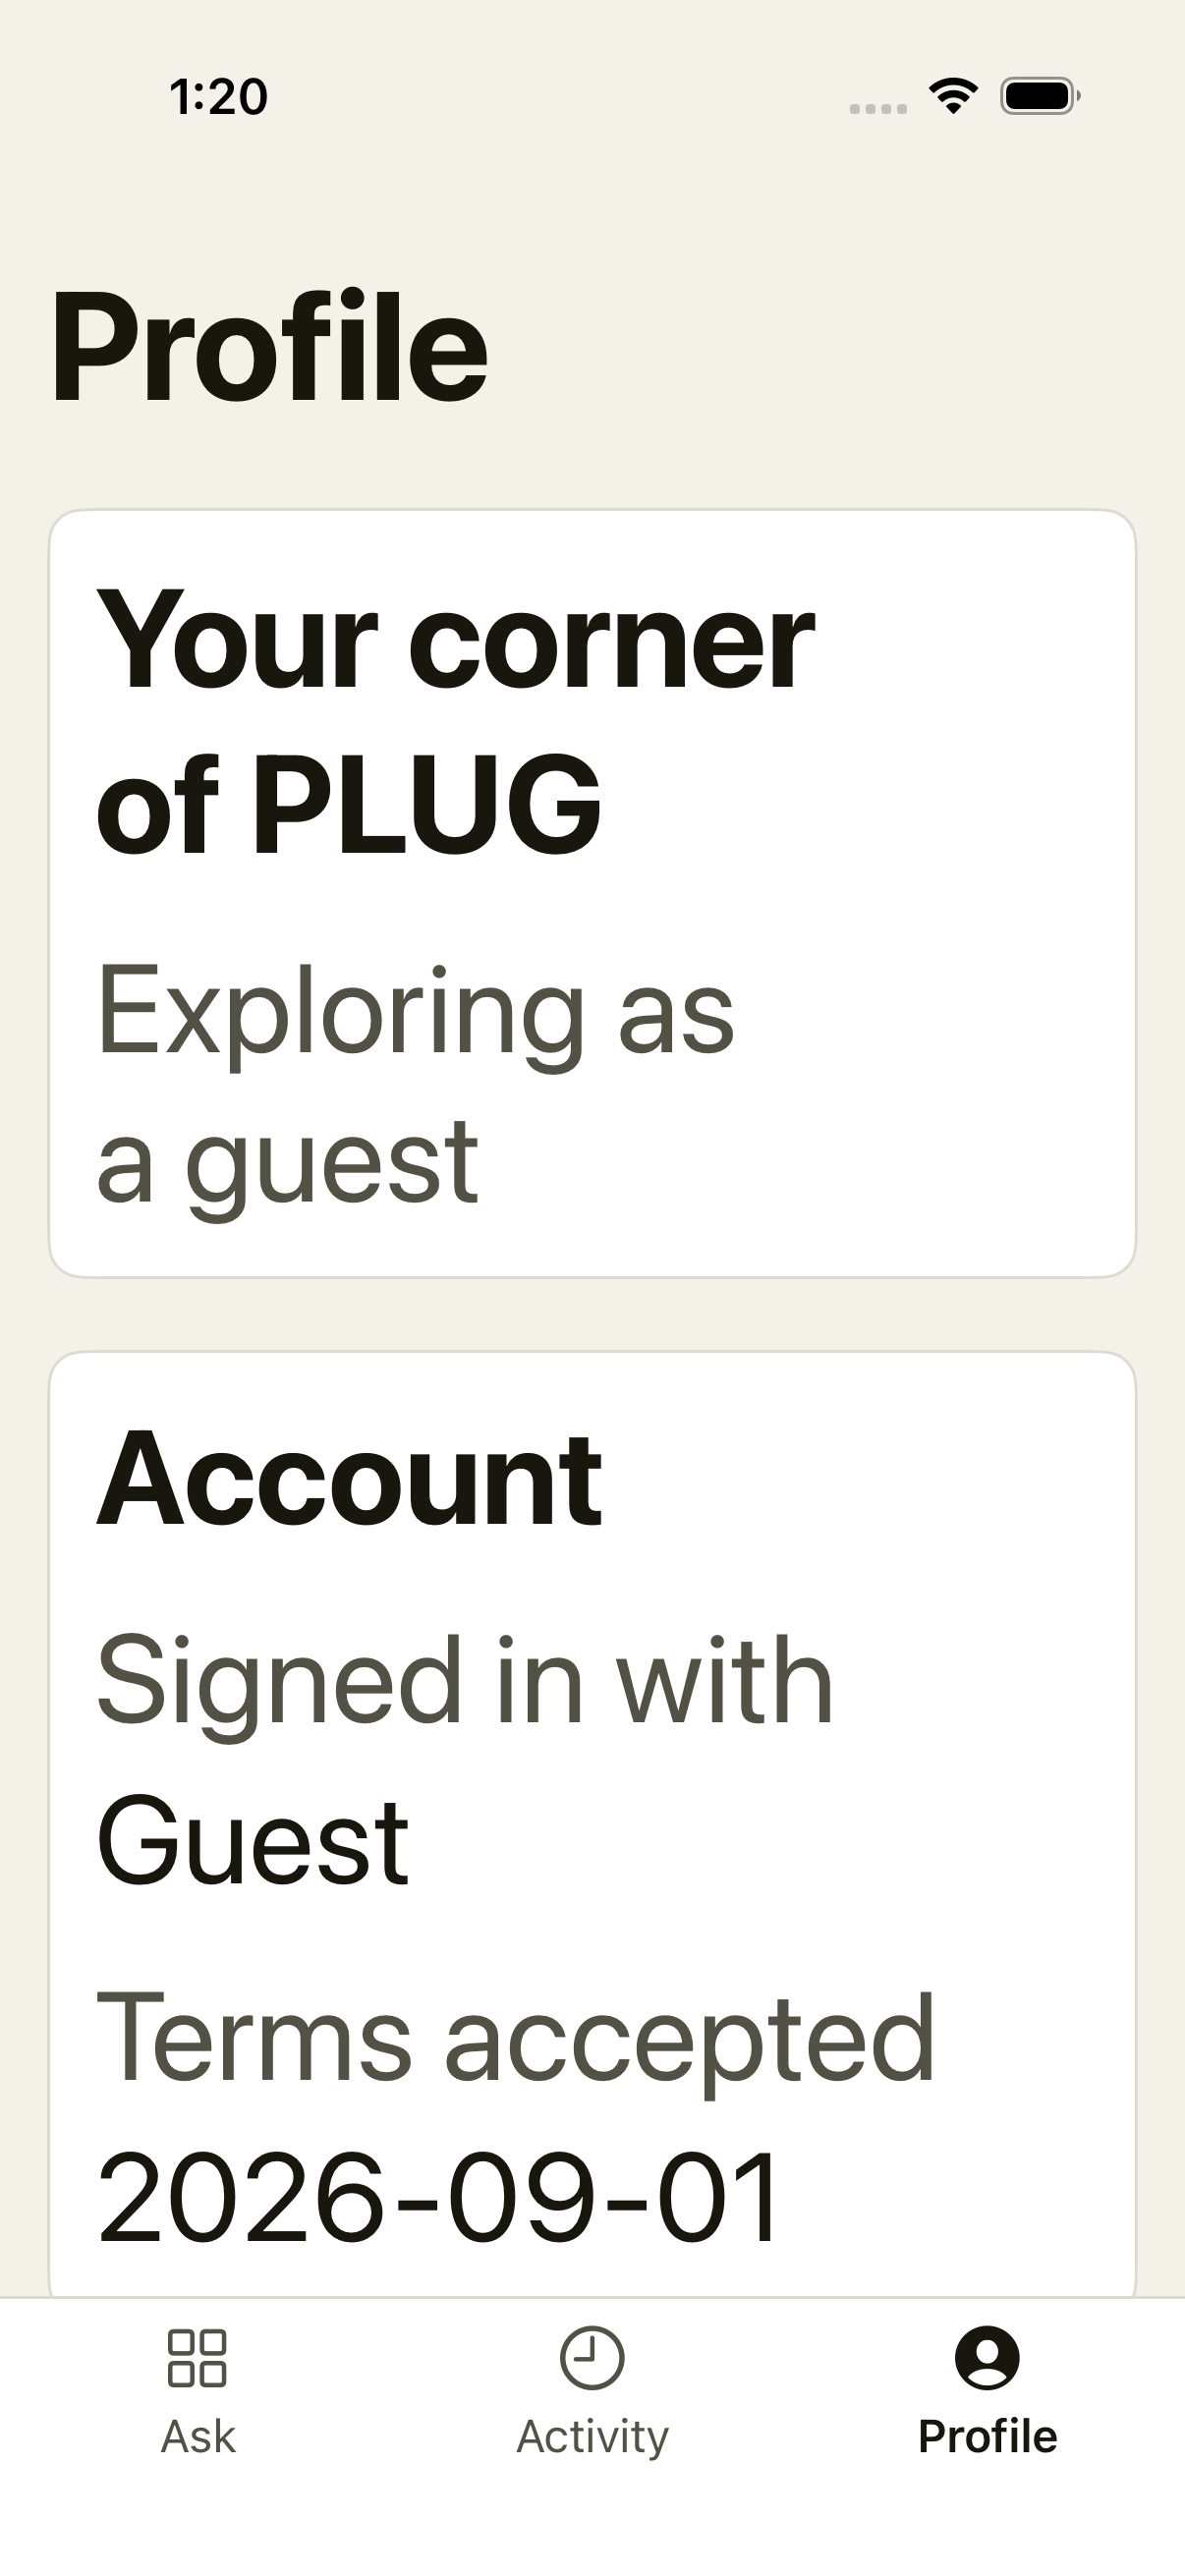 1:20
Profile
Your corner
of PLUG
Exploring as
a guest
Account
Signed in with
Guest
Terms accepted
2026-09-01
Ask
Activity
Profile